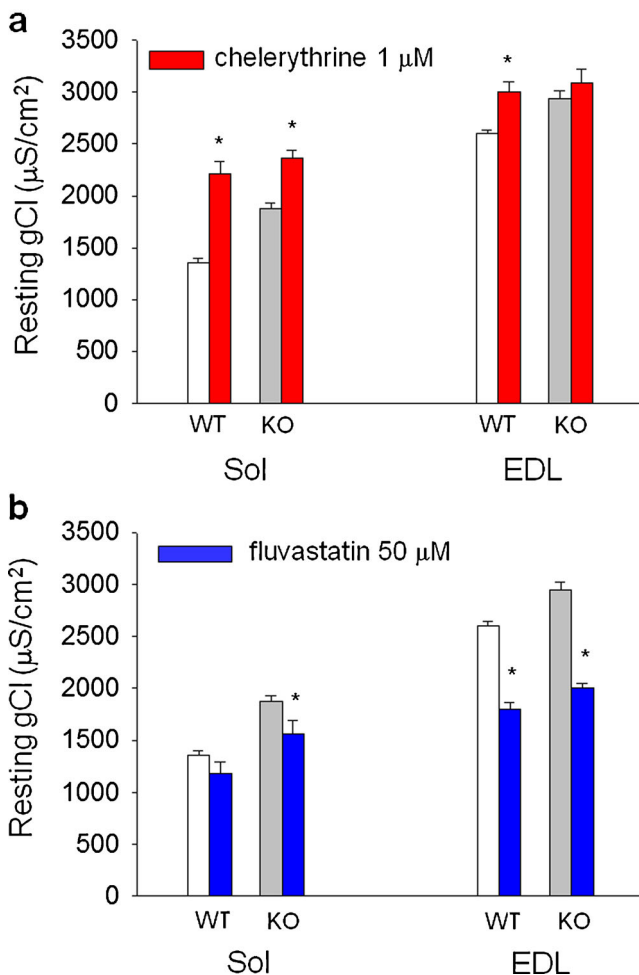 a
Resting gCl (µS/cm²)
3500
3000
2500
2000
1500
1000
500
0
chelerythrine 1 µM
*
*
*
WT
KO
WT
KO
Sol
EDL
b
Resting gCl (µS/cm²)
3500
3000
2500
2000
1500
1000
500
0
fluvastatin 50 µM
*
*
*
WT
KO
WT
KO
Sol
EDL